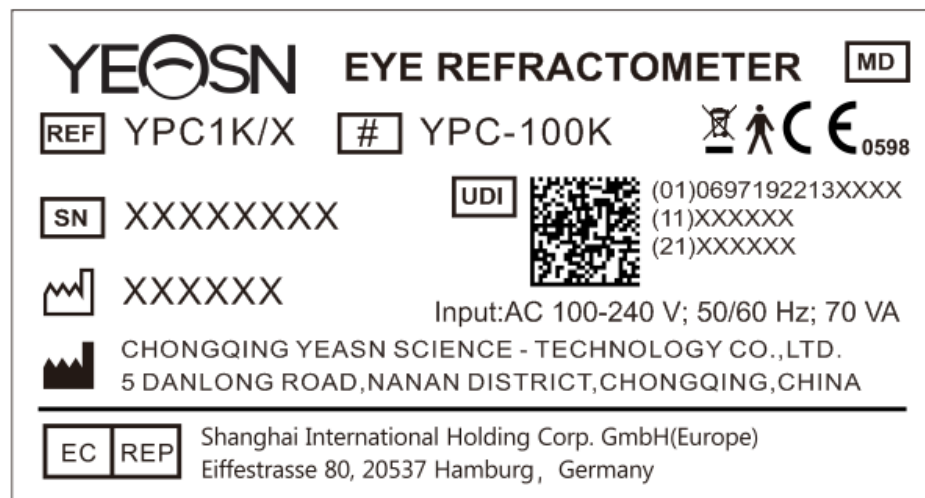 YEASN EYE REFRACTOMETER MD
REF YPC1K/X # YPC-100K CE 0598
SN XXXXXXXX
UDI (01)0697192213XXXX
(11)XXXXXX
(21)XXXXXX
XXXXXX
Input:AC 100-240 V; 50/60 Hz; 70 VA
CHONGQING YEASN SCIENCE - TECHNOLOGY CO.,LTD.
5 DANLONG ROAD,NANAN DISTRICT,CHONGQING,CHINA
EC REP Shanghai International Holding Corp. GmbH(Europe)
Eiffestrasse 80, 20537 Hamburg, Germany